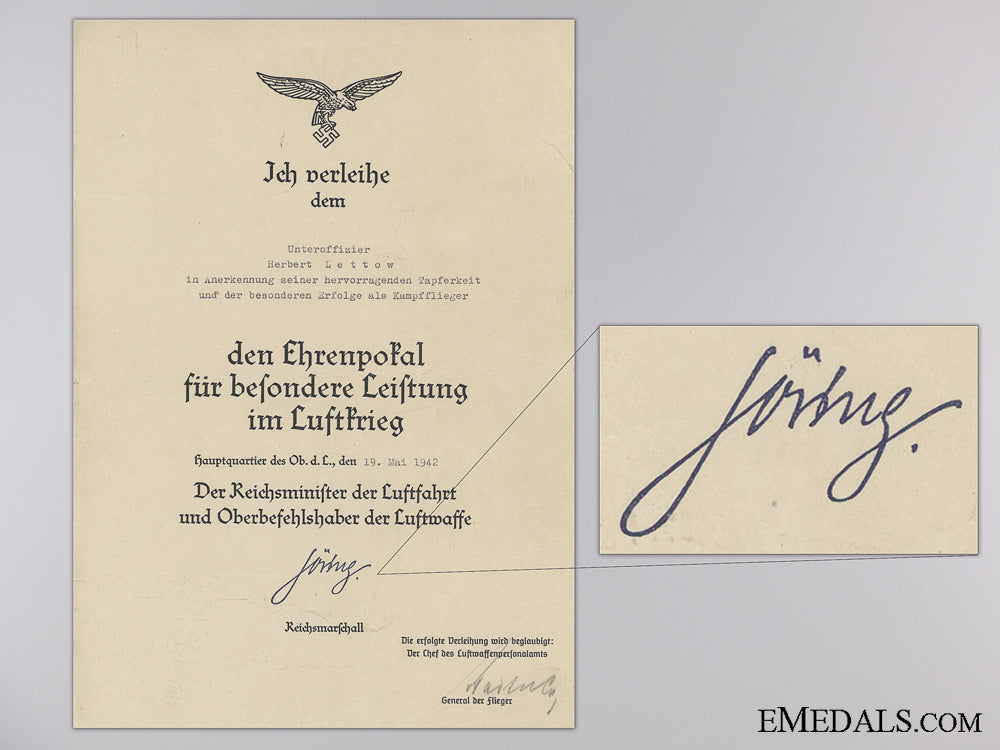 Ich verleihe
dem
Unteroffizier
Herbert L e t t o w
in Anerkennung seiner hervorragenden Tapferkeit
und der besonderen Erfolge als Kampfflieger
den Ehrenpokal
für besondere Leistung
im Luftkrieg
Hauptquartier des Ob. d. L., den 19. Mai 1942
Der Reichsminister der Luftfahrt
und Oberbefehlshaber der Luftwaffe
Göring.
Reichsmarschall
Die erfolgte Verleihung wird beglaubigt:
Der Chef des Luftwaffenpersonalamts
General der Flieger
Göring.
EMEDALS.COM